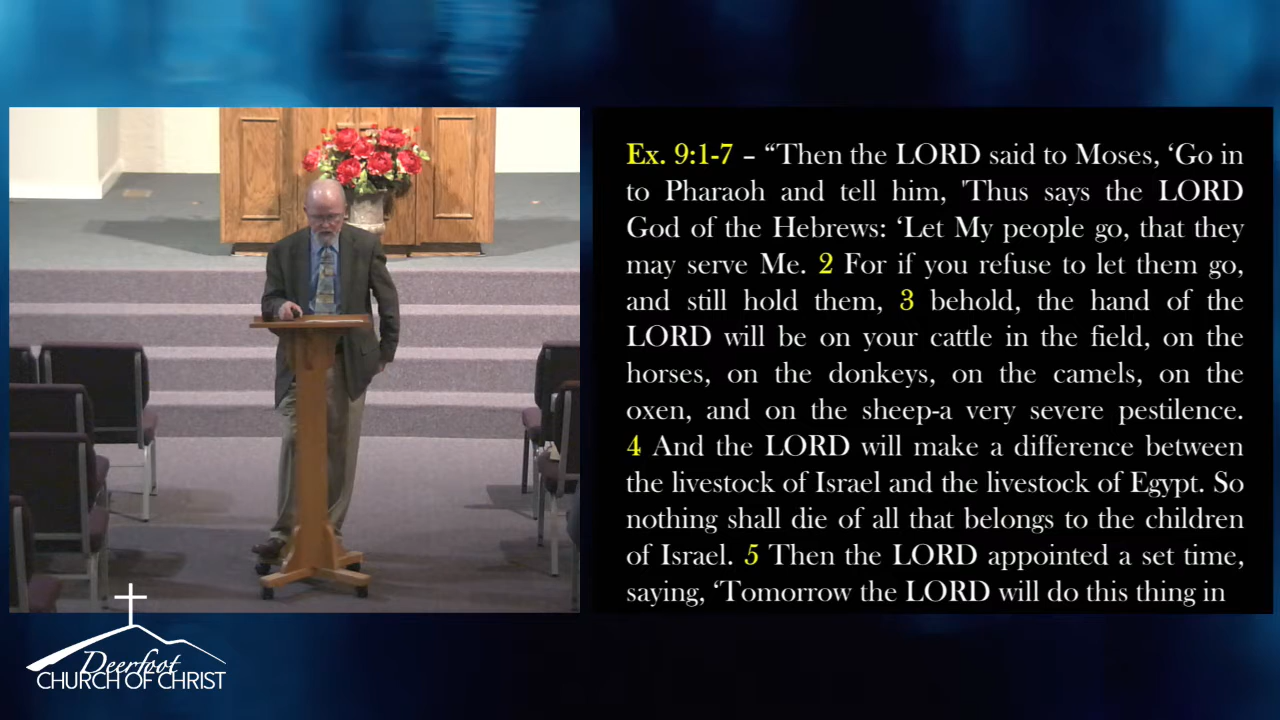 Ex. 9:1-7 – “Then the LORD said to Moses, ‘Go in
to Pharaoh and tell him, 'Thus says the LORD
God of the Hebrews: ‘Let My people go, that they
may serve Me. 2 For if you refuse to let them go,
and still hold them, 3 behold, the hand of the
LORD will be on your cattle in the field, on the
horses, on the donkeys, on the camels, on the
oxen, and on the sheep-a very severe pestilence.
4 And the LORD will make a difference between
the livestock of Israel and the livestock of Egypt. So
nothing shall die of all that belongs to the children
of Israel. 5 Then the LORD appointed a set time,
saying, ‘Tomorrow the LORD will do this thing in
Deerfoot
CHURCH OF CHRIST